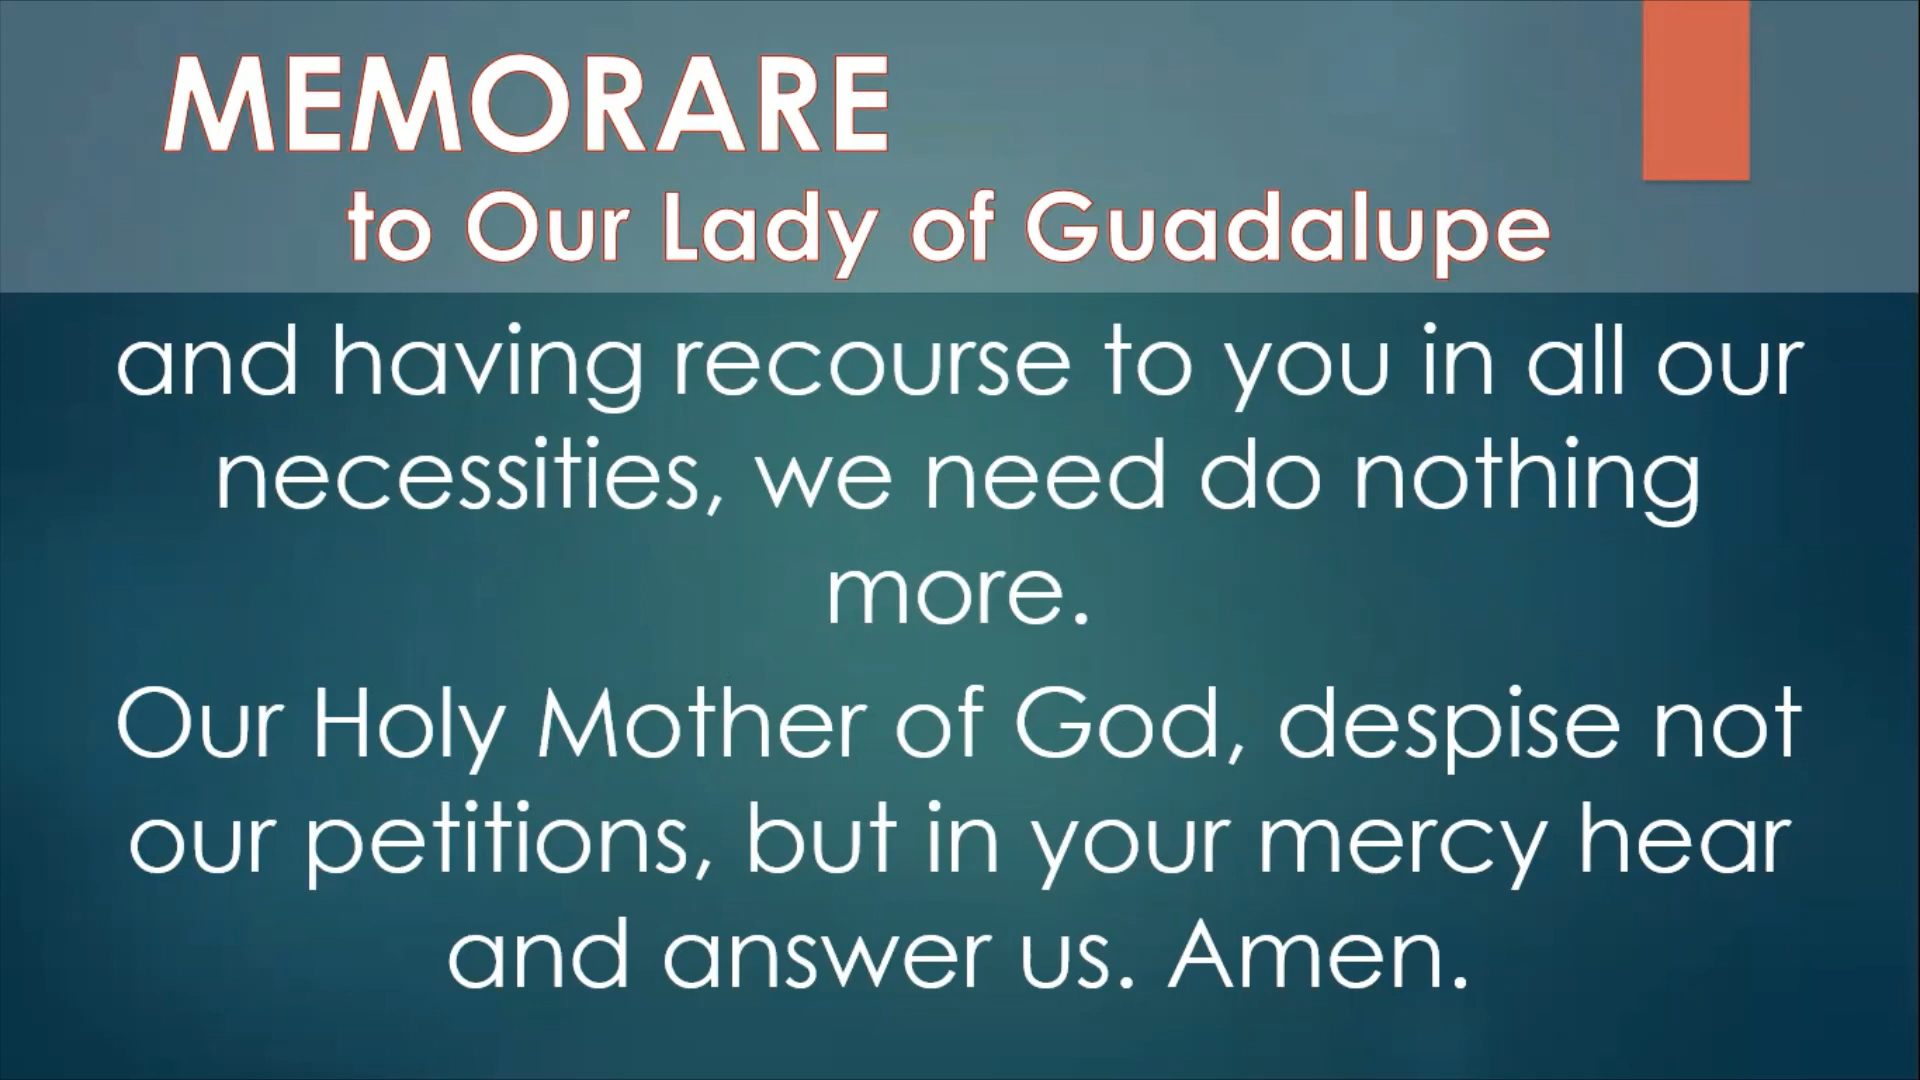 MEMORARE
to Our Lady of Guadalupe
and having recourse to you in all our
necessities, we need do nothing
more.
Our Holy Mother of God, despise not
our petitions, but in your mercy hear
and answer us. Amen.